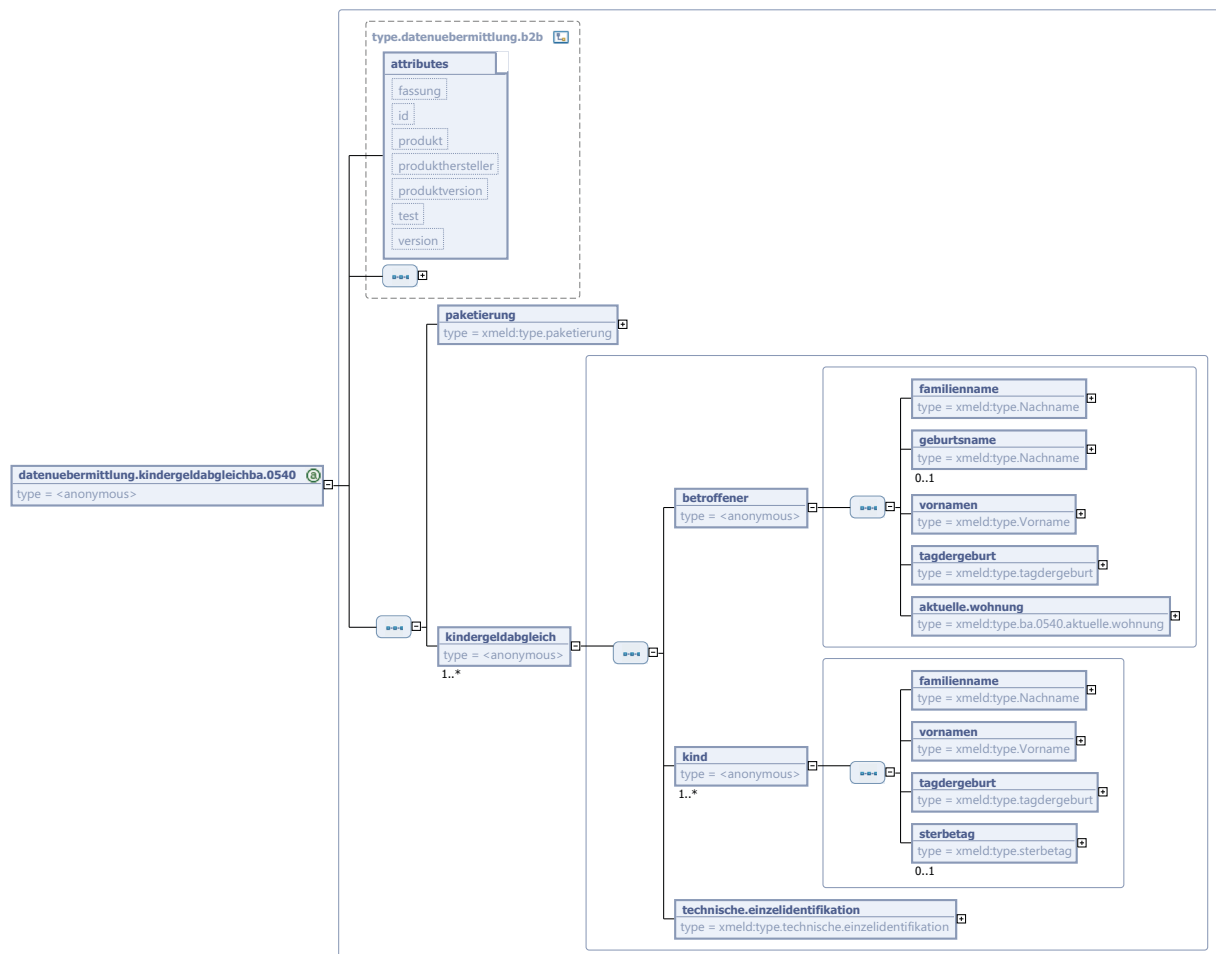 type.datenuebermittlung.b2b
attributes
fassung
id
produkt
produkthersteller
produktversion
test
version
paketierung
type = xmeld:type.paketierung
datenuebermittlung.kindergeldabgleichba.0540
a
type = <anonymous>
kindergeldabgleich
type = <anonymous>
1..*
betroffener
type = <anonymous>
familienname
type = xmeld:type.Nachname
geburtsname
type = xmeld:type.Nachname
0..1
vornamen
type = xmeld:type.Vorname
tagdergeburt
type = xmeld:type.tagdergeburt
aktuelle.wohnung
type = xmeld:type.ba.0540.aktuelle.wohnung
kind
type = <anonymous>
1..*
familienname
type = xmeld:type.Nachname
vornamen
type = xmeld:type.Vorname
tagdergeburt
type = xmeld:type.tagdergeburt
sterbetag
type = xmeld:type.sterbetag
0..1
technische.einzelidentifikation
type = xmeld:type.technische.einzelidentifikation